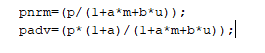 pnrm=(p/(1+a*m+b*u));
padv=(p*(1+a)/(1+a*m+b*u));